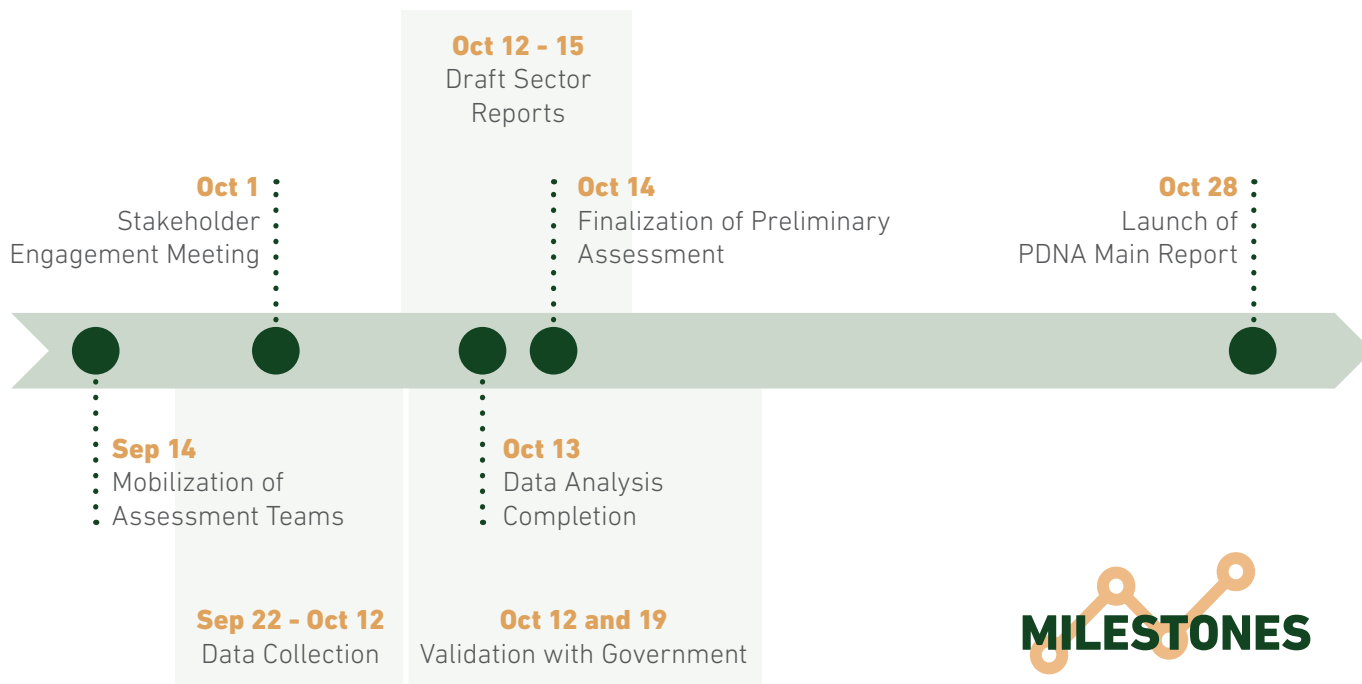 Oct 12 - 15
Draft Sector
Reports
Oct 1
Stakeholder
Engagement Meeting
Oct 14
Finalization of Preliminary
Assessment
Oct 28
Launch of
PDNA Main Report
Sep 14
Mobilization of
Assessment Teams
Oct 13
Data Analysis
Completion
Sep 22 - Oct 12
Data Collection
Oct 12 and 19
Validation with Government
MILESTONES